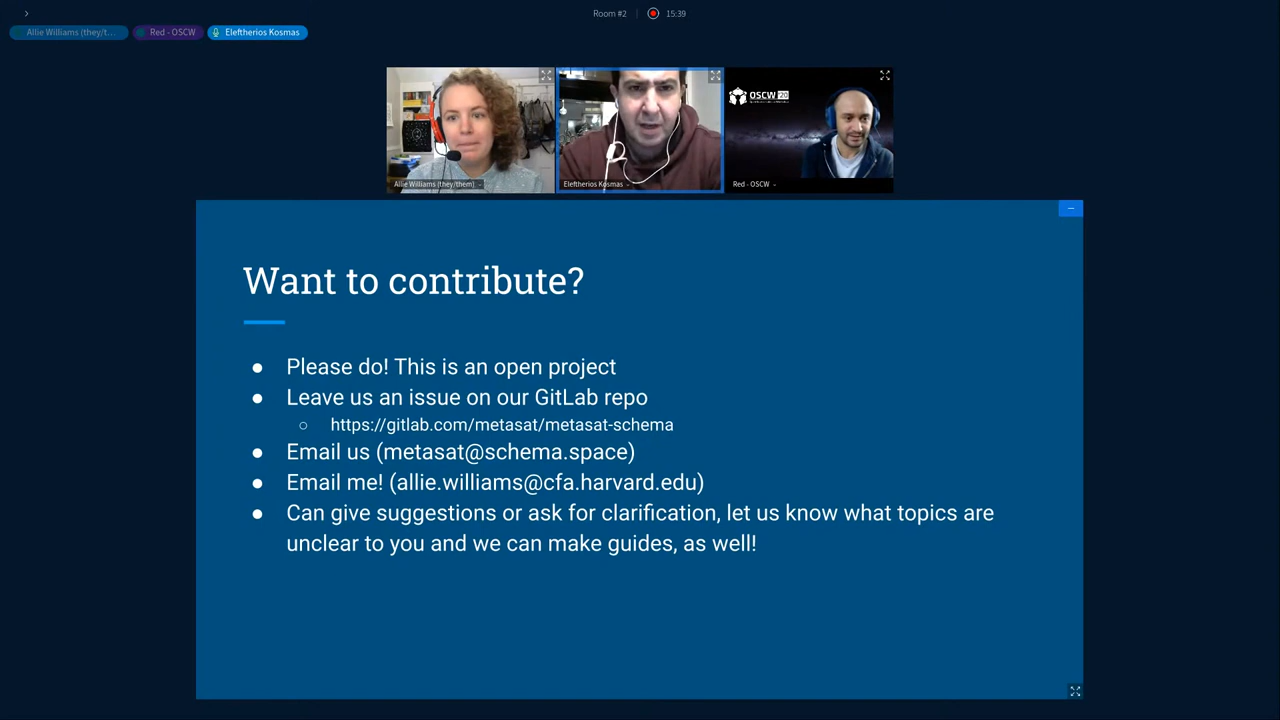 Room #2
15:39
Allie Williams (they/t...
Red - OSCW
Eleftherios Kosmas
OSCW
Allie Williams (they/them)
Eleftherios Kosmas
Red - OSCW
Want to contribute?
● Please do! This is an open project
● Leave us an issue on our GitLab repo
○ https://gitlab.com/metasat/metasat-schema
● Email us (metasat@schema.space)
● Email me! (allie.williams@cfa.harvard.edu)
● Can give suggestions or ask for clarification, let us know what topics are
unclear to you and we can make guides, as well!